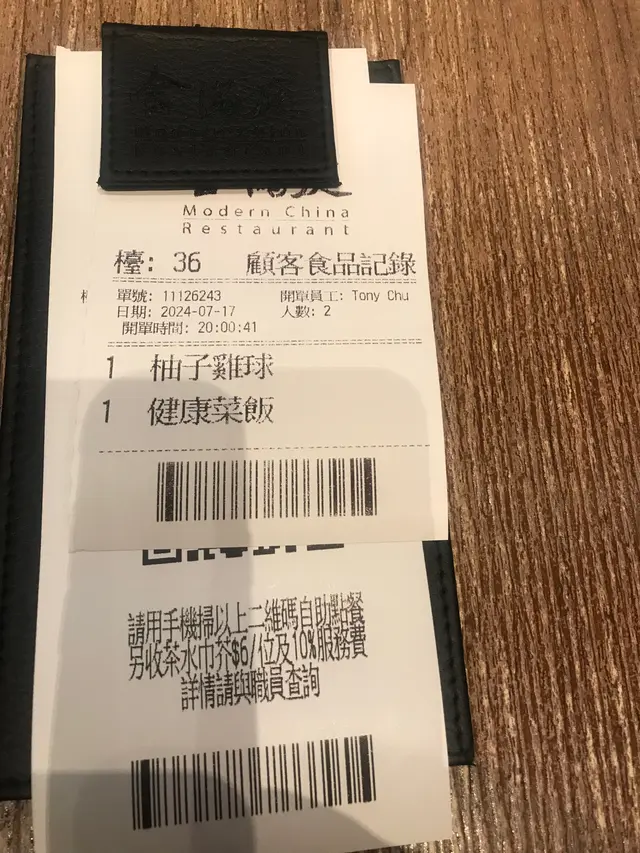 Modern China
Restaurant
檯: 36 顧客食品記錄
單號: 11126243 開單員工: Tony Chu
日期: 2024-07-17 人數: 2
開單時間: 20:00:41
1 柚子雞球
1 健康菜飯
請用手機掃以上二維碼自助點餐
另收茶水巾芥$6/位及10%服務費
詳情請與職員查詢